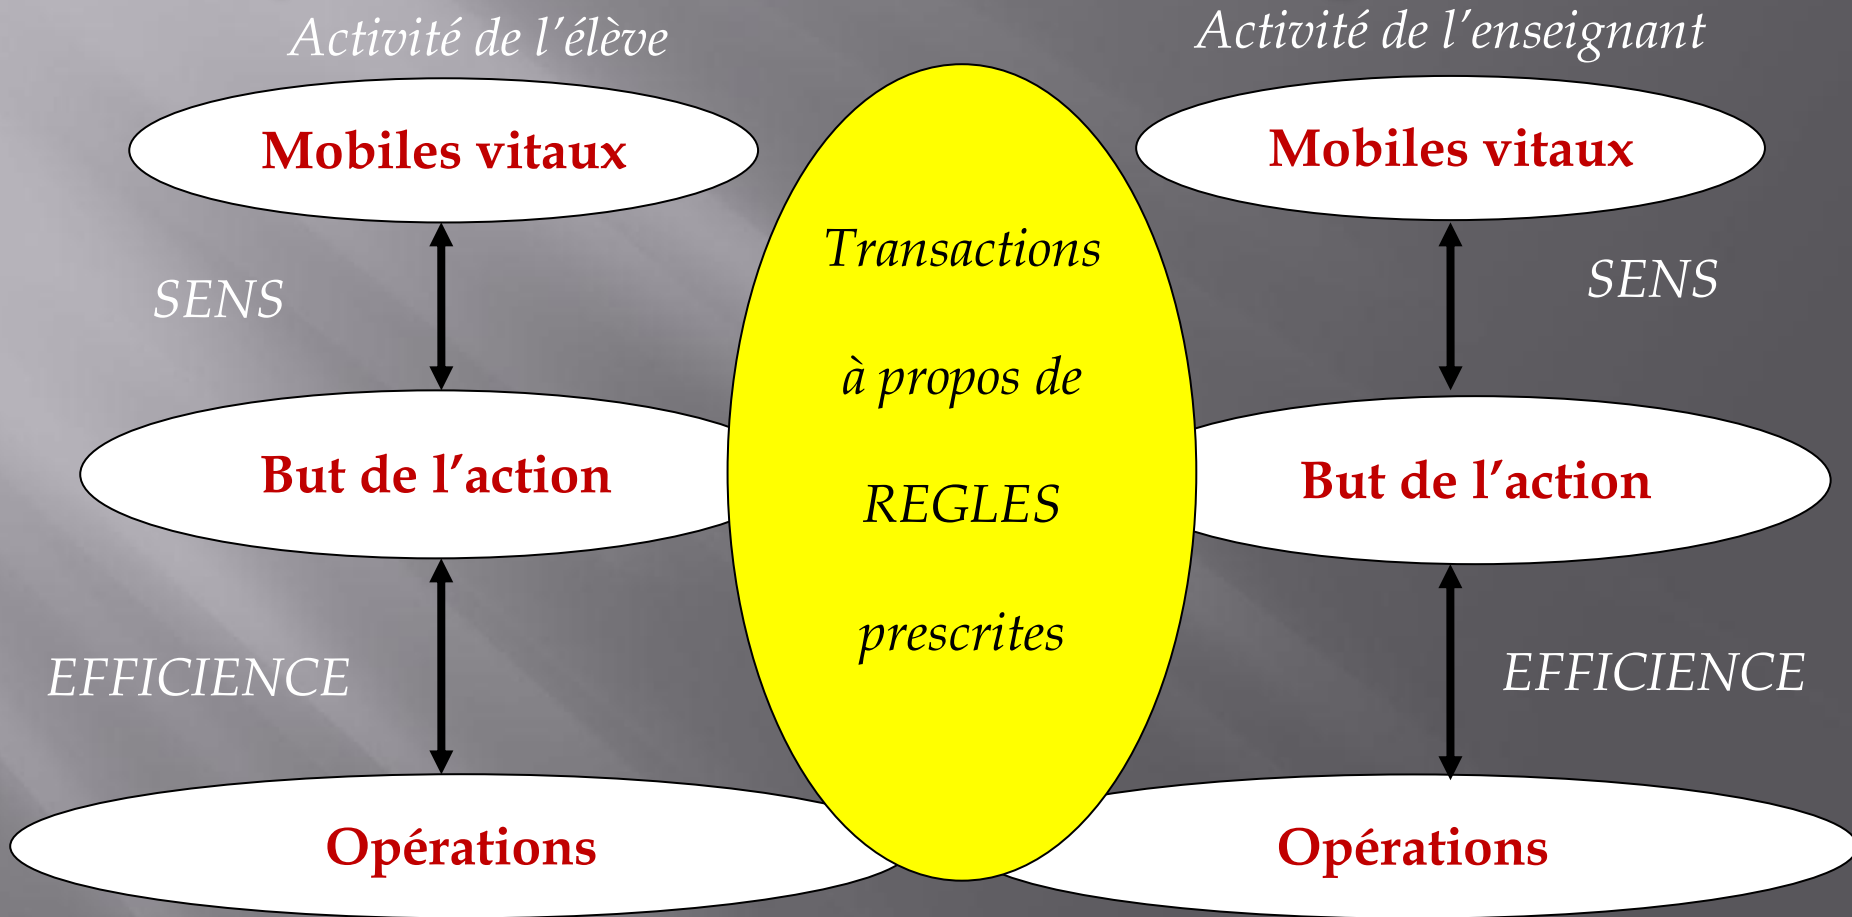 Activité de l’élève
Activité de l’enseignant
Mobiles vitaux
Mobiles vitaux
Transactions
à propos de
REGLES
prescrites
SENS
SENS
But de l’action
But de l’action
EFFICIENCE
EFFICIENCE
Opérations
Opérations